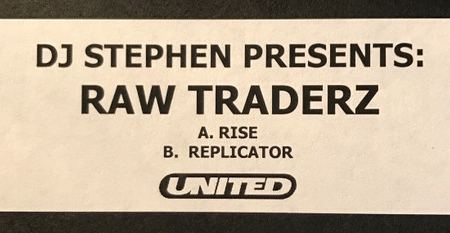 DJ STEPHEN PRESENTS:
RAW TRADERZ
A. RISE
B. REPLICATOR
UNITED